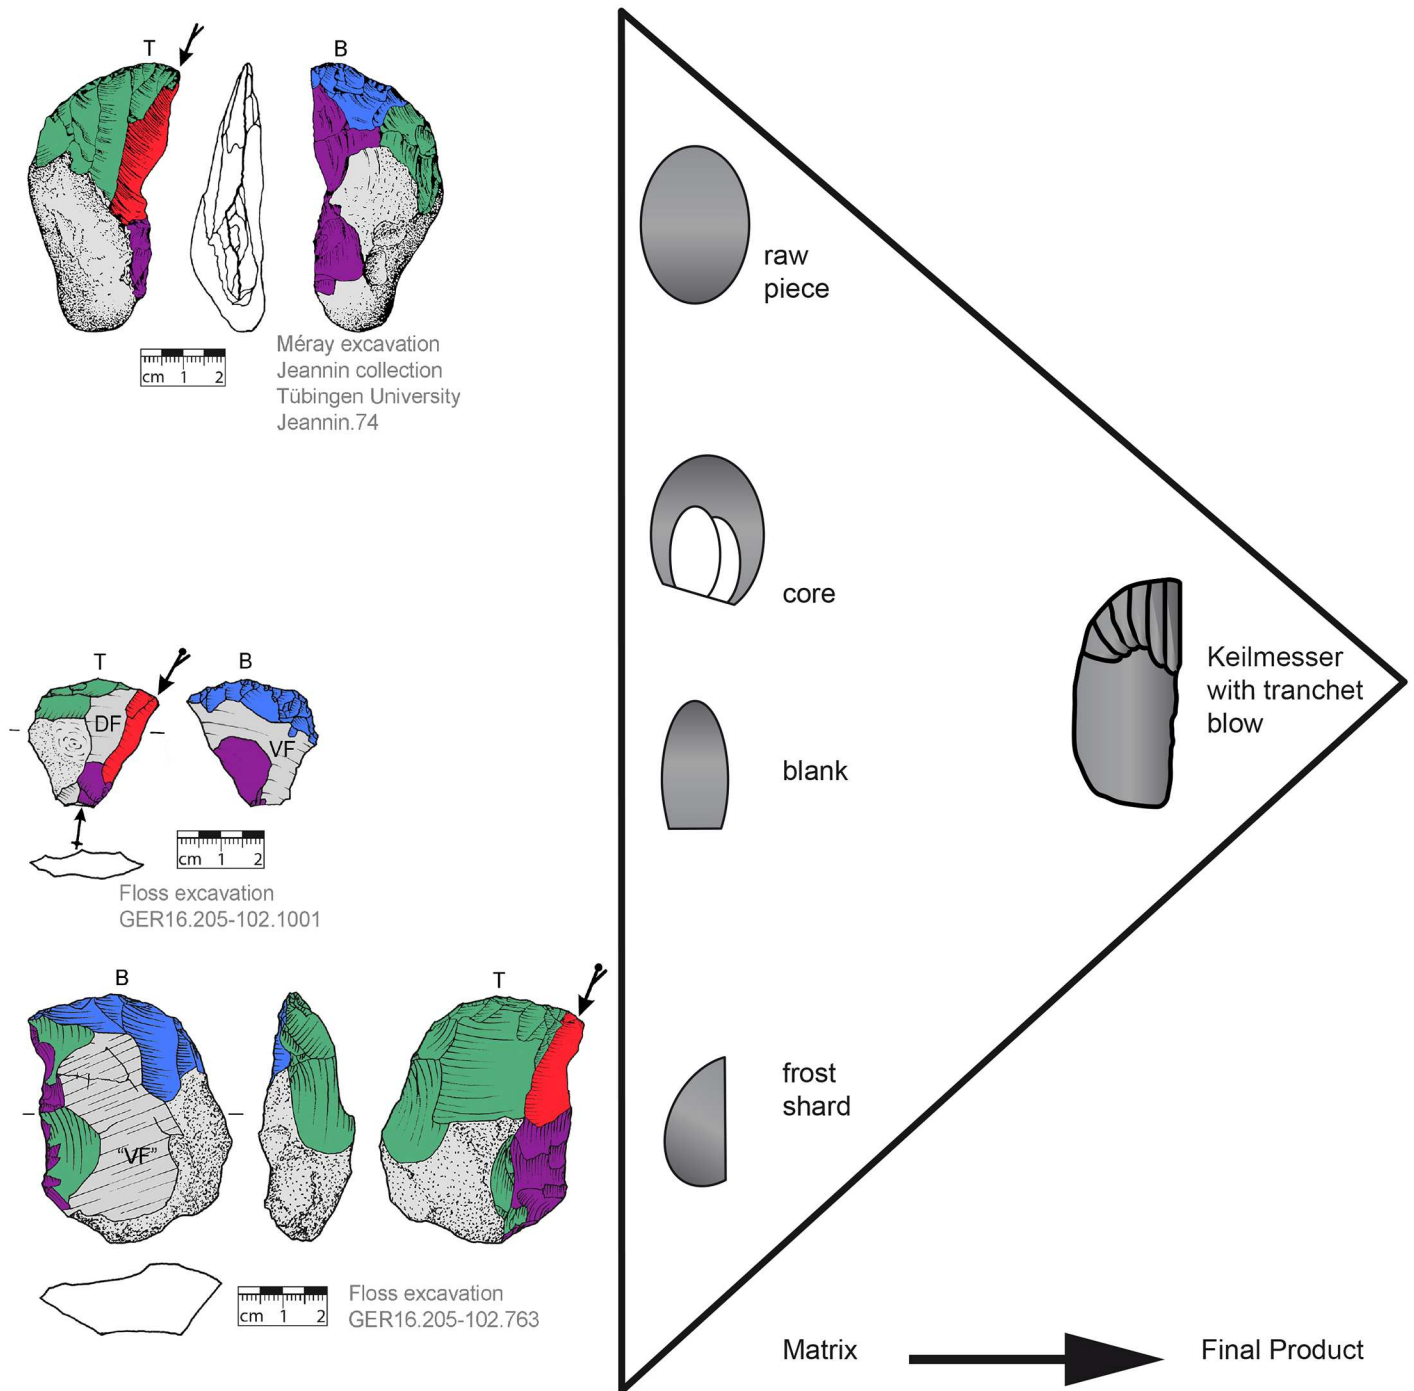 T
B
cm 1 2
Méray excavation
Jeannin collection
Tübingen University
Jeannin.74
T
B
DF
VF
cm 1 2
Floss excavation
GER16.205-102.1001
B
T
"VF"
cm 1 2
Floss excavation
GER16.205-102.763
raw
piece
core
blank
frost
shard
Keilmesser
with tranchet
blow
Matrix
Final Product